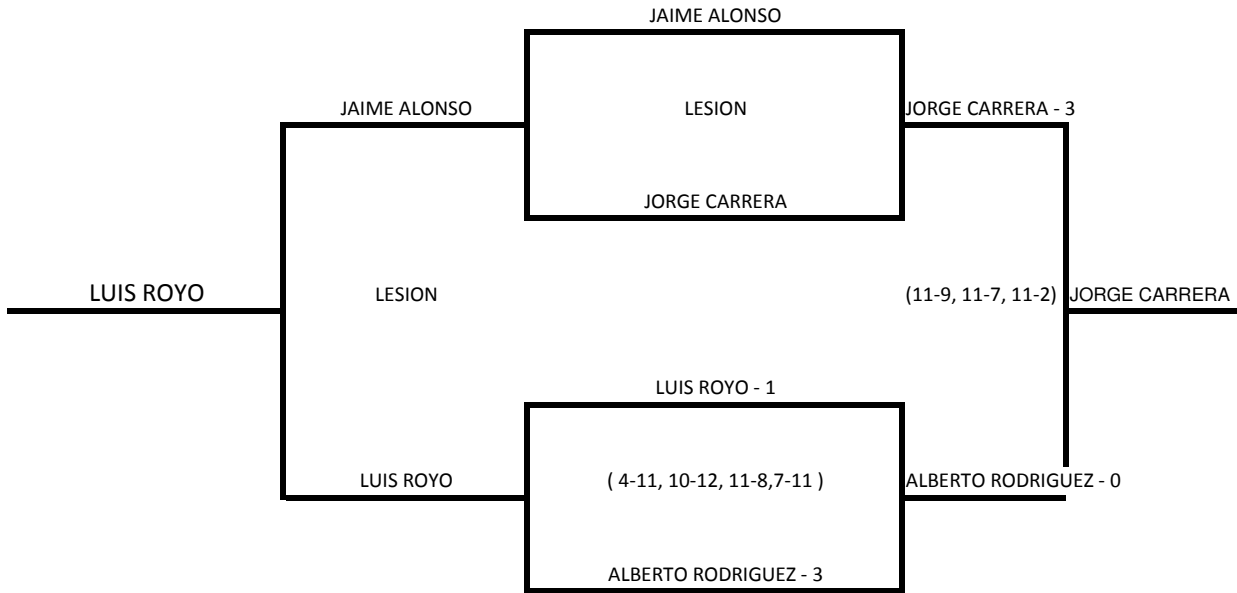 JAIME ALONSO
JAIME ALONSO
LESION
JORGE CARRERA - 3
JORGE CARRERA
LUIS ROYO
LESION
(11-9, 11-7, 11-2)
JORGE CARRERA
LUIS ROYO - 1
LUIS ROYO
( 4-11, 10-12, 11-8,7-11 )
ALBERTO RODRIGUEZ - 0
ALBERTO RODRIGUEZ - 3